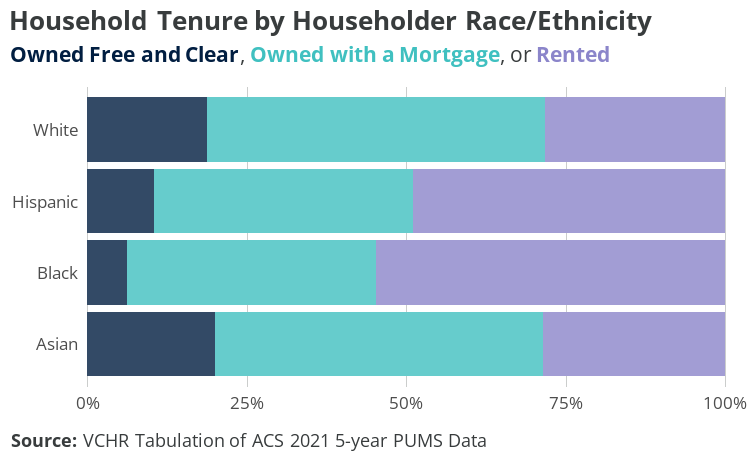 Household Tenure by Householder Race/Ethnicity
Owned Free and Clear, Owned with a Mortgage, or Rented
White
Hispanic
Black
Asian
0% 25% 50% 75% 100%
Source: VCHR Tabulation of ACS 2021 5-year PUMS Data